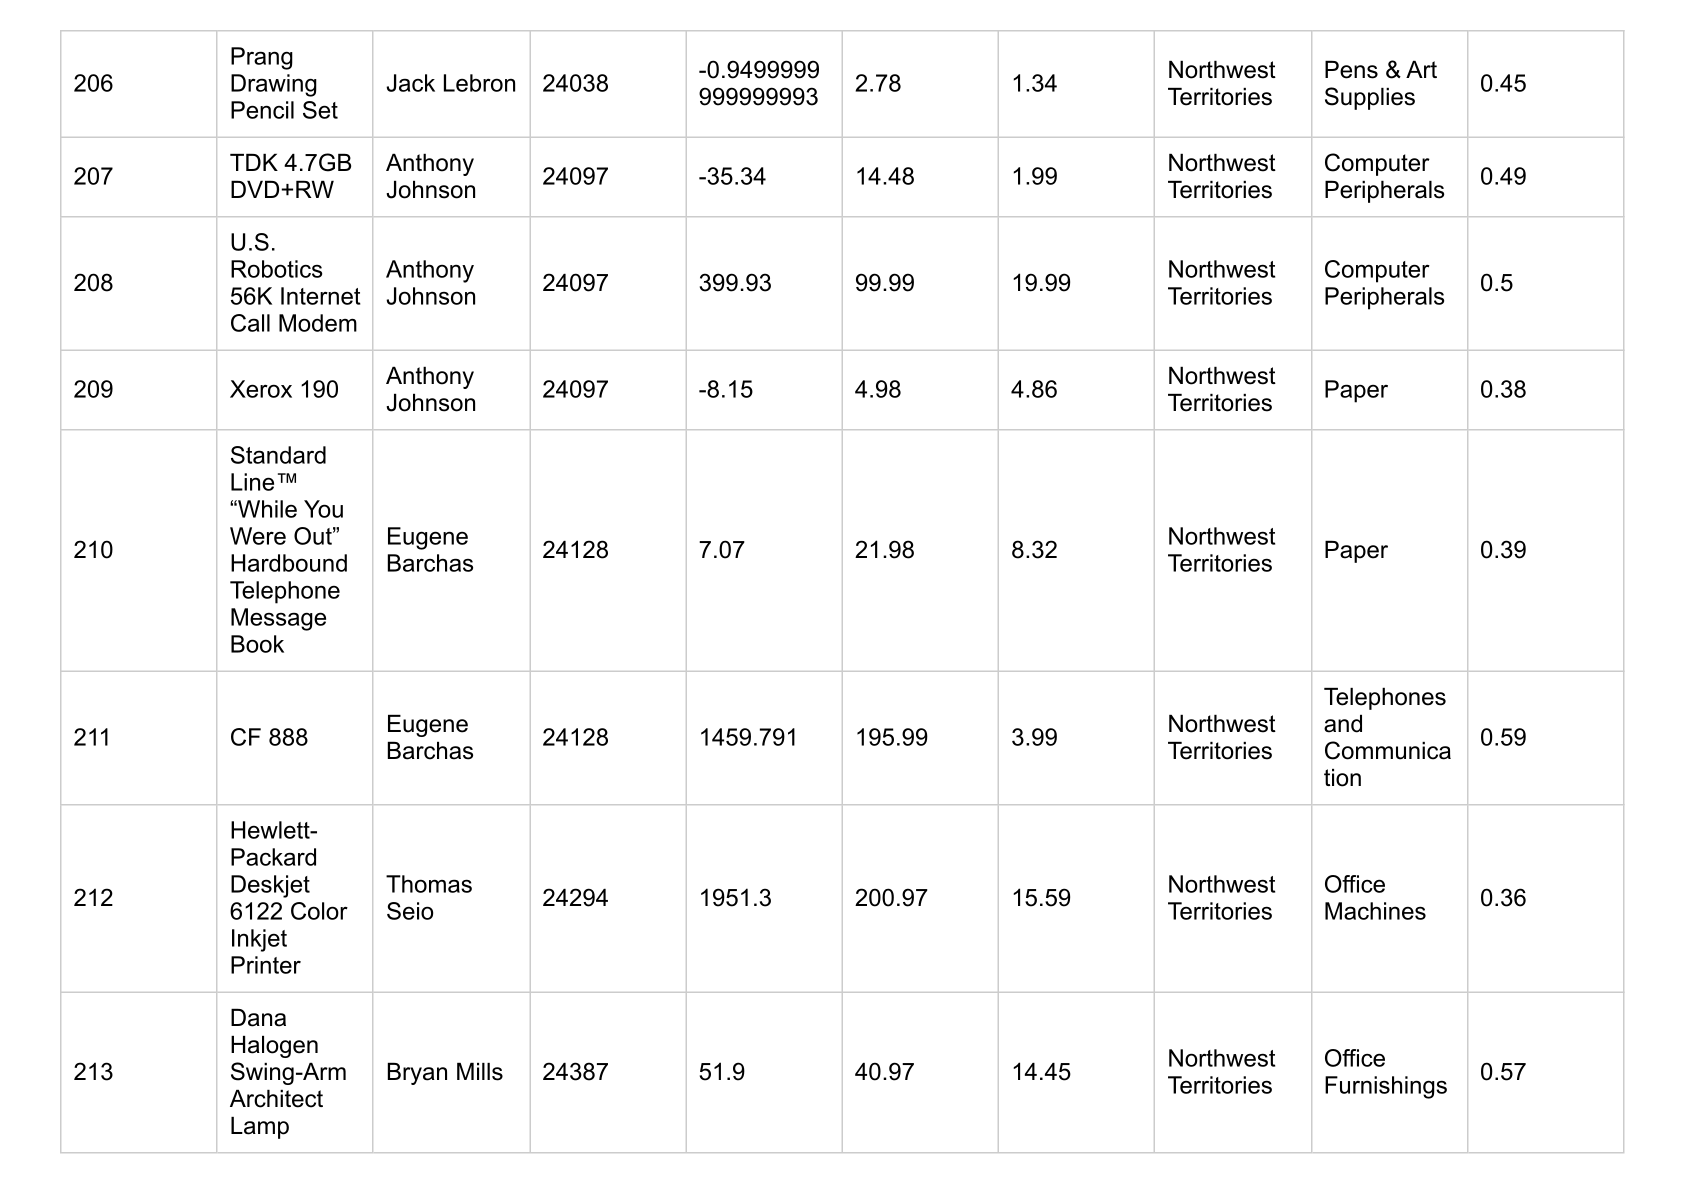 206
Prang
Drawing
Pencil Set
Jack Lebron
24038
-0.9499999
999999993
2.78
1.34
Northwest
Territories
Pens & Art
Supplies
0.45
207
TDK 4.7GB
DVD+RW
Anthony
Johnson
24097
-35.34
14.48
1.99
Northwest
Territories
Computer
Peripherals
0.49
208
U.S.
Robotics
56K Internet
Call Modem
Anthony
Johnson
24097
399.93
99.99
19.99
Northwest
Territories
Computer
Peripherals
0.5
209
Xerox 190
Anthony
Johnson
24097
-8.15
4.98
4.86
Northwest
Territories
Paper
0.38
210
Standard
Line™
“While You
Were Out”
Hardbound
Telephone
Message
Book
Eugene
Barchas
24128
7.07
21.98
8.32
Northwest
Territories
Paper
0.39
211
CF 888
Eugene
Barchas
24128
1459.791
195.99
3.99
Northwest
Territories
Telephones
and
Communica
tion
0.59
212
Hewlett-
Packard
Deskjet
6122 Color
Inkjet
Printer
Thomas
Seio
24294
1951.3
200.97
15.59
Northwest
Territories
Office
Machines
0.36
213
Dana
Halogen
Swing-Arm
Architect
Lamp
Bryan Mills
24387
51.9
40.97
14.45
Northwest
Territories
Office
Furnishings
0.57